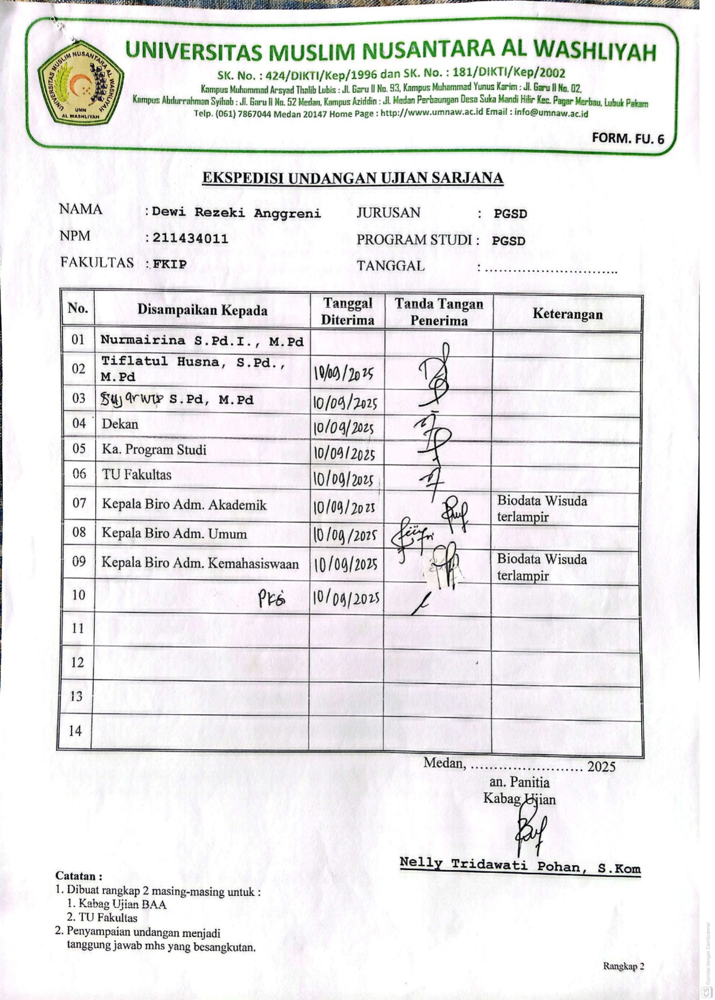 UNIVERSITAS MUSLIM NUSANTARA AL WASHLIYAH
UNIVERSITAS MUSLIM NUSANTARA AL WASHLIYAH
UMN
AL WASHLIYAH
SK. No. : 424/DIKTI/Kep/1996 dan SK. No. : 181/DIKTI/Kep/2002
Kampus Muhammad Arsyad Thalib Lubis : Jl. Garu II No. 93, Kampus Muhammad Yunus Karim : Jl. Garu II No. 02,
Kampus Abdurrahman Syihab : Jl. Garu II No. 52 Medan, Kampus Aziddin : Jl. Medan Perbaungan Desa Suka Mandi Hilir Kec. Pagar Merbau, Lubuk Pakam
Telp. (061) 7867044 Medan 20147 Home Page : http://www.umnaw.ac.id Email : info@umnaw.ac.id
FORM. FU. 6
EKSPEDISI UNDANGAN UJIAN SARJANA
NAMA : Dewi Rezeki Anggreni JURUSAN : PGSD
NPM : 211434011 PROGRAM STUDI : PGSD
FAKULTAS : FKIP TANGGAL : ............................
No. Disampaikan Kepada Tanggal Diterima Tanda Tangan Penerima Keterangan
01 Nurmairina S.Pd.I., M.Pd
02 Tiflatul Husna, S.Pd., M.Pd 10/09/2025
03 S.Pd, M.Pd 10/09/2025
04 Dekan 10/09/2025
05 Ka. Program Studi 10/09/2025
06 TU Fakultas 10/09/2025
07 Kepala Biro Adm. Akademik 10/09/2025 Biodata Wisuda terlampir
08 Kepala Biro Adm. Umum 10/09/2025
09 Kepala Biro Adm. Kemahasiswaan 10/09/2025 Biodata Wisuda terlampir
10 10/09/2025
11
12
13
14
Medan, ........................ 2025
an. Panitia
Kabag Ujian
Nelly Tridawati Pohan, S.Kom
Catatan :
1. Dibuat rangkap 2 masing-masing untuk :
1. Kabag Ujian BAA
2. TU Fakultas
2. Penyampaian undangan menjadi
tanggung jawab mhs yang besangkutan.
Rangkap 2
CS Dipindai dengan CamScanner